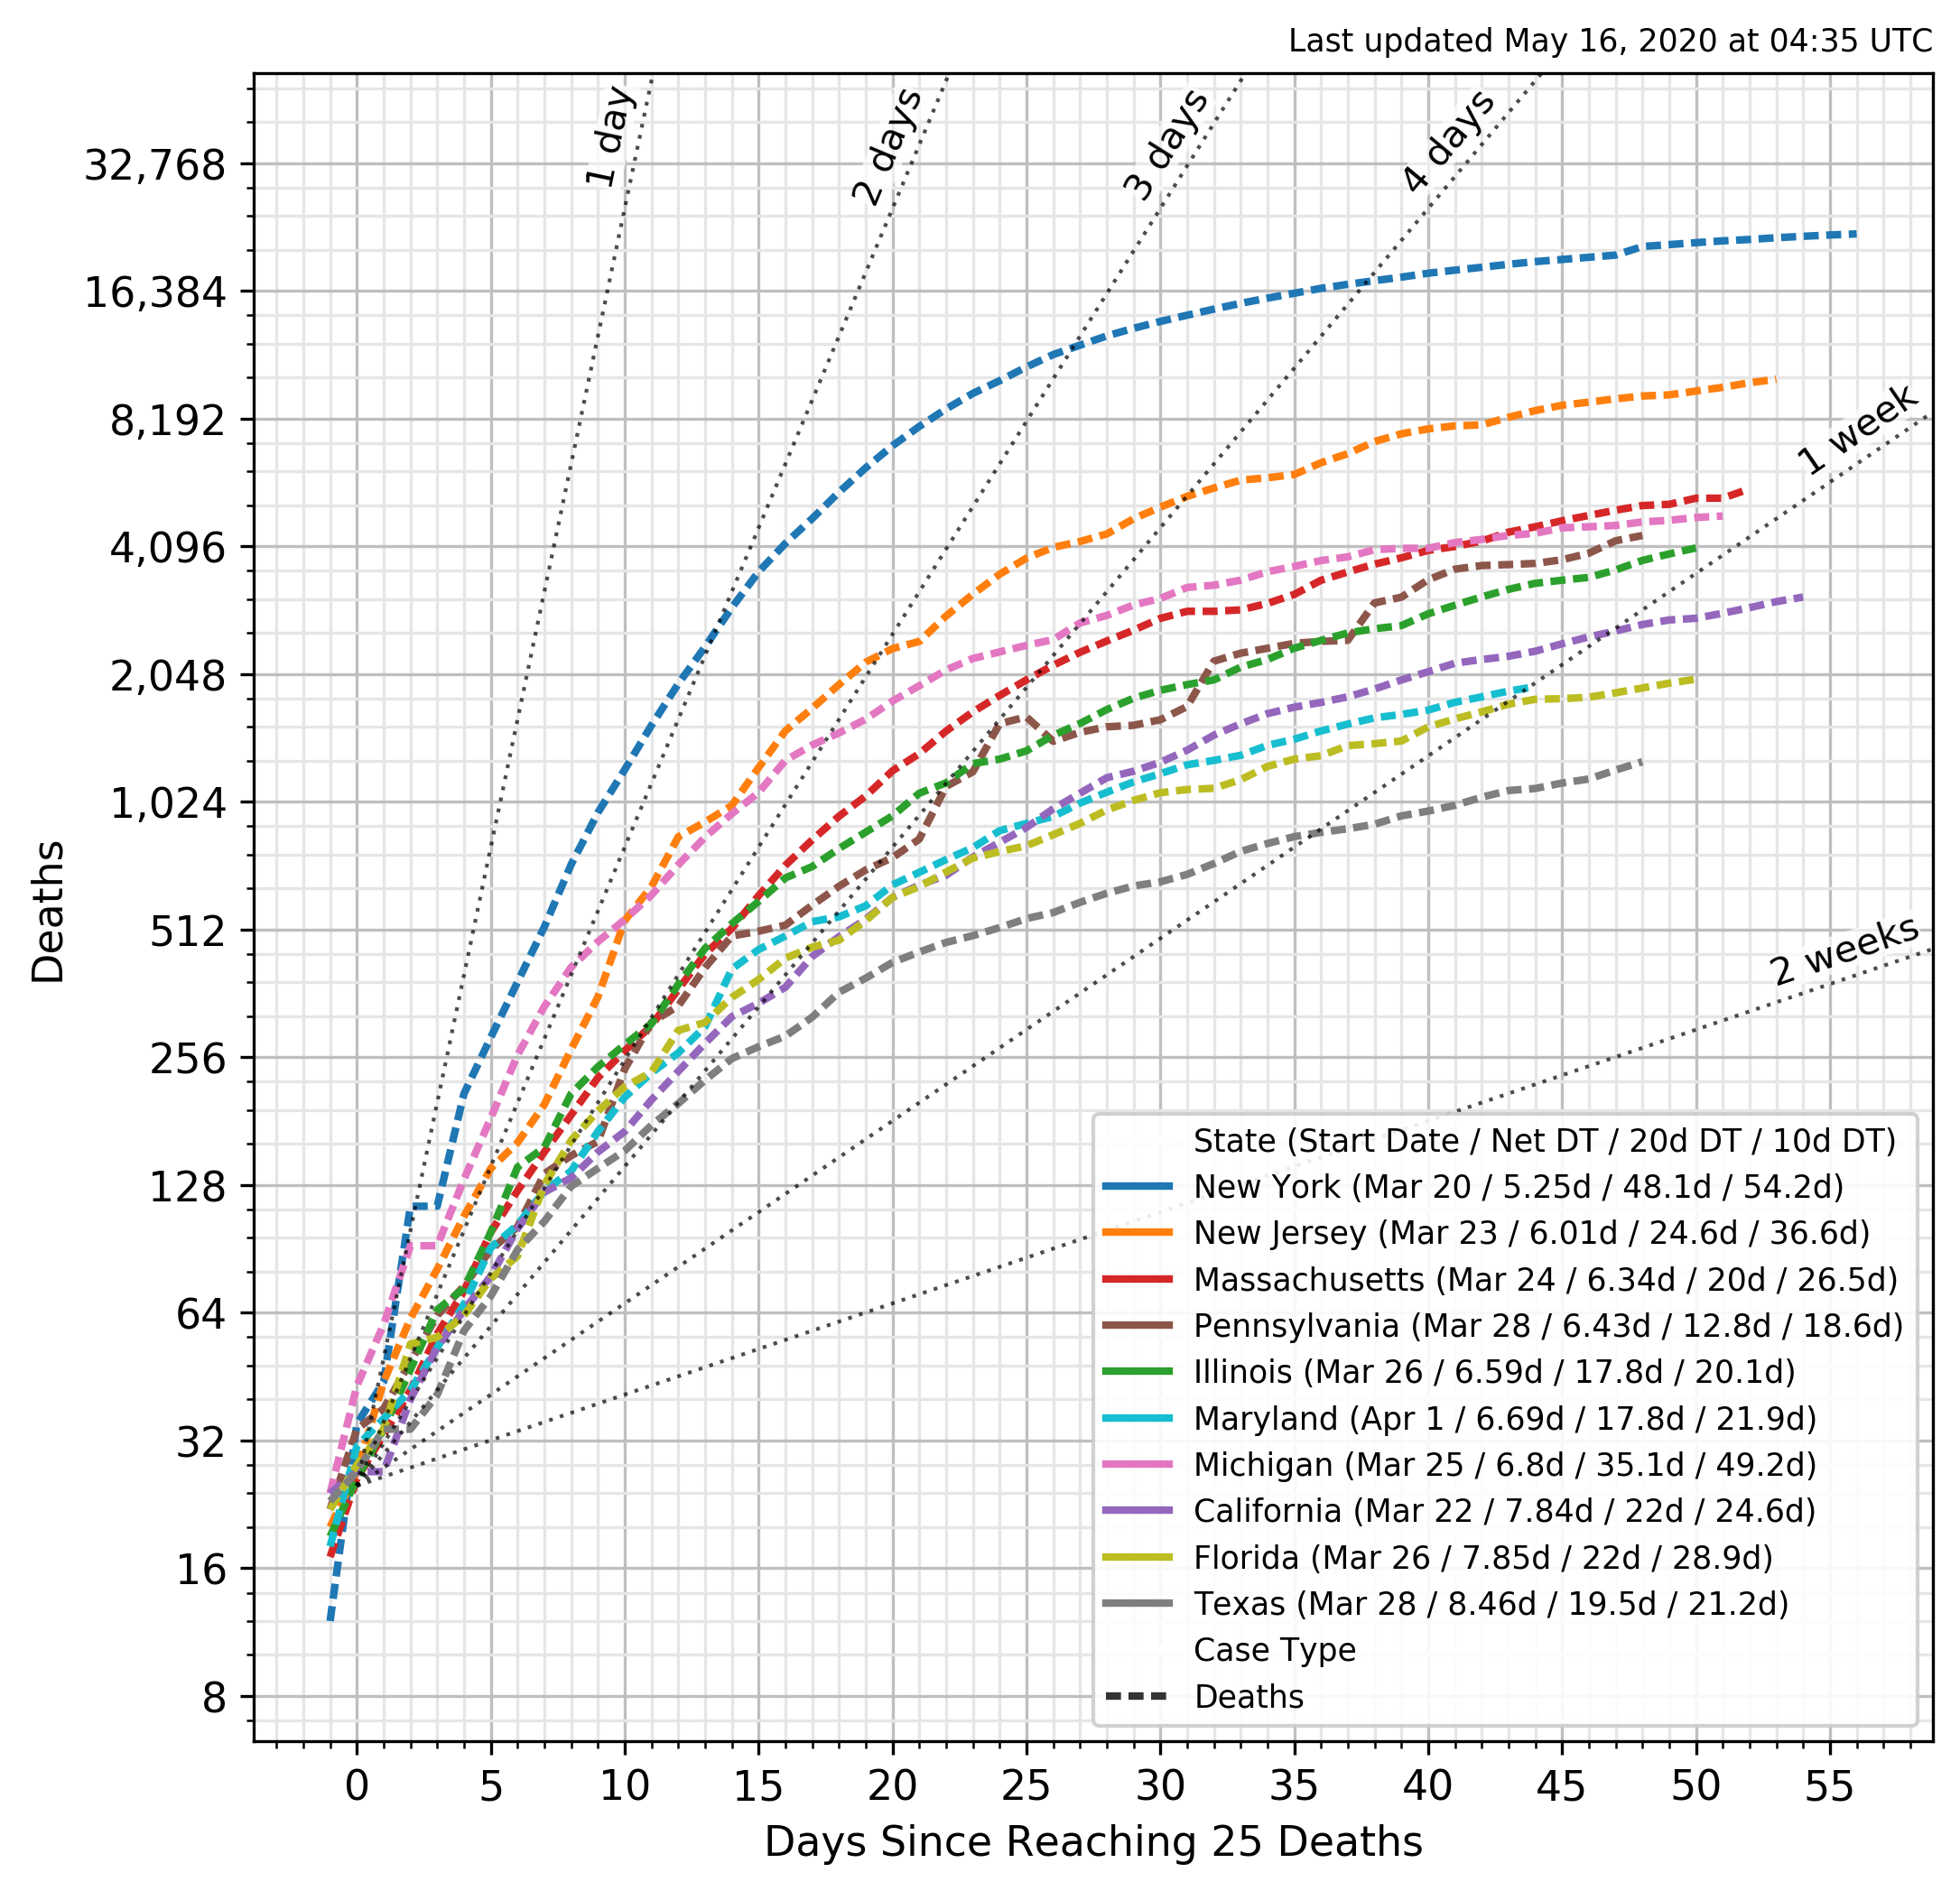 Last updated May 16, 2020 at 04:35 UTC
1 day
2 days
3 days
4 days
1 week
2 weeks
32,768
16,384
8,192
4,096
2,048
1,024
512
256
128
64
32
16
8
Deaths
State (Start Date / Net DT / 20d DT / 10d DT)
New York (Mar 20 / 5.25d / 48.1d / 54.2d)
New Jersey (Mar 23 / 6.01d / 24.6d / 36.6d)
Massachusetts (Mar 24 / 6.34d / 20d / 26.5d)
Pennsylvania (Mar 28 / 6.43d / 12.8d / 18.6d)
Illinois (Mar 26 / 6.59d / 17.8d / 20.1d)
Maryland (Apr 1 / 6.69d / 17.8d / 21.9d)
Michigan (Mar 25 / 6.8d / 35.1d / 49.2d)
California (Mar 22 / 7.84d / 22d / 24.6d)
Florida (Mar 26 / 7.85d / 22d / 28.9d)
Texas (Mar 28 / 8.46d / 19.5d / 21.2d)
Case Type
Deaths
0 5 10 15 20 25 30 35 40 45 50 55
Days Since Reaching 25 Deaths